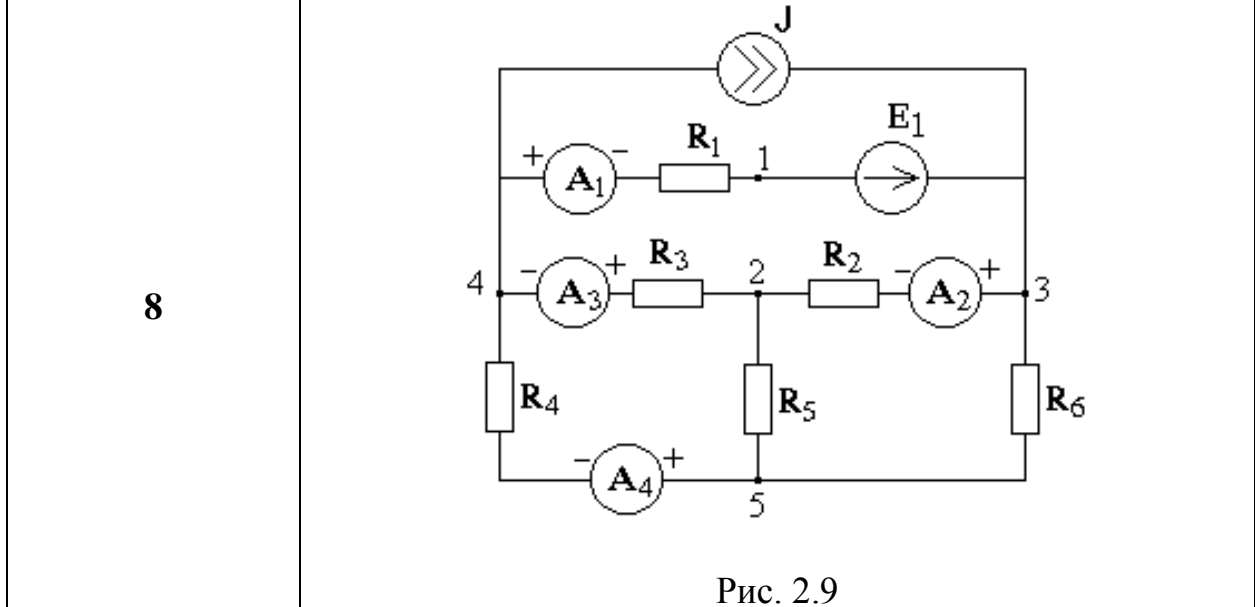 J
E1
R1 1
+ A1 −
R3 2 R2
4 − A3 + − A2 + 3
8
R4 R5 R6
− A4 +
5
Рис. 2.9